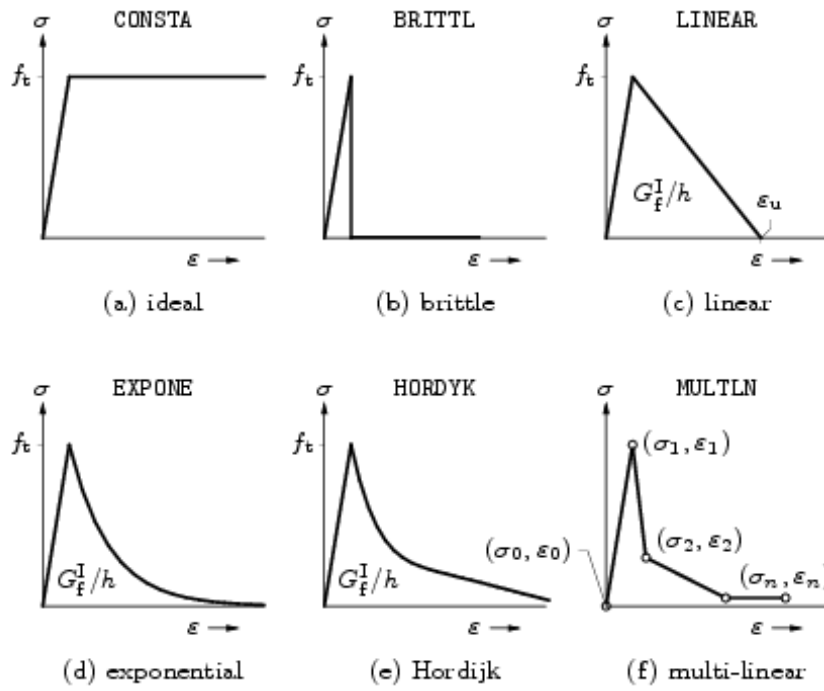 σ CONSTA
f_t
ε →
(a) ideal
σ BRITTL
f_t
ε →
(b) brittle
σ LINEAR
f_t
G_f^I/h
ε_u
ε →
(c) linear
σ EXPONE
f_t
G_f^I/h
ε →
(d) exponential
σ HORDYK
f_t
G_f^I/h
ε →
(e) Hordijk
σ MULTLN
(σ_1, ε_1)
(σ_0, ε_0)
(σ_2, ε_2)
(σ_n, ε_n)
ε →
(f) multi-linear